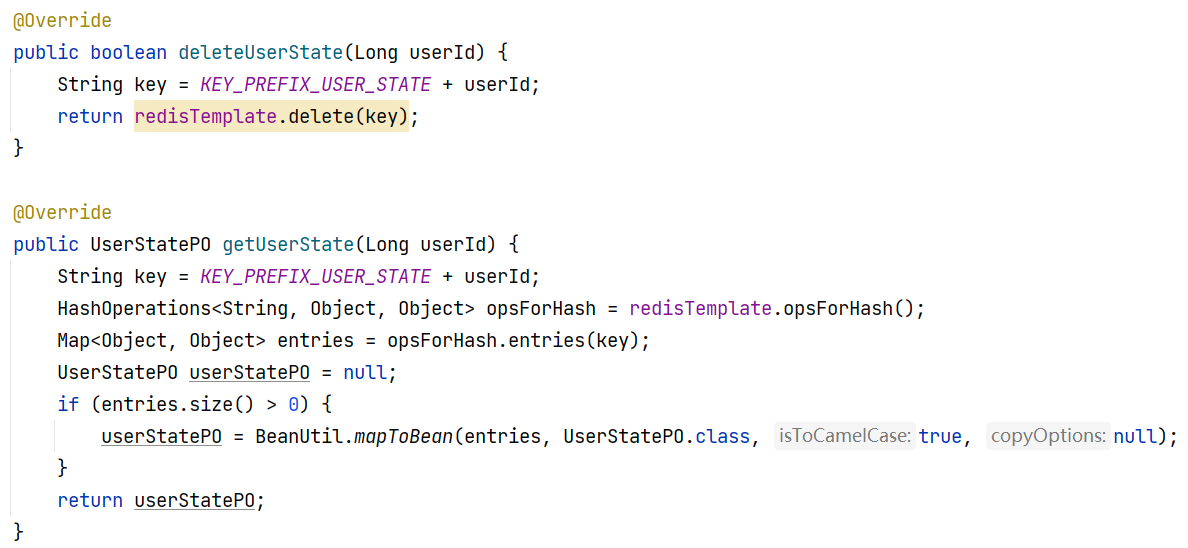 @Override
public boolean deleteUserState(Long userId) {
    String key = KEY_PREFIX_USER_STATE + userId;
    return redisTemplate.delete(key);
}
@Override
public UserStatePO getUserState(Long userId) {
    String key = KEY_PREFIX_USER_STATE + userId;
    HashOperations<String, Object, Object> opsForHash = redisTemplate.opsForHash();
    Map<Object, Object> entries = opsForHash.entries(key);
    UserStatePO userStatePO = null;
    if (entries.size() > 0) {
        userStatePO = BeanUtil.mapToBean(entries, UserStatePO.class, isToCamelCase: true, copyOptions: null);
    }
    return userStatePO;
}